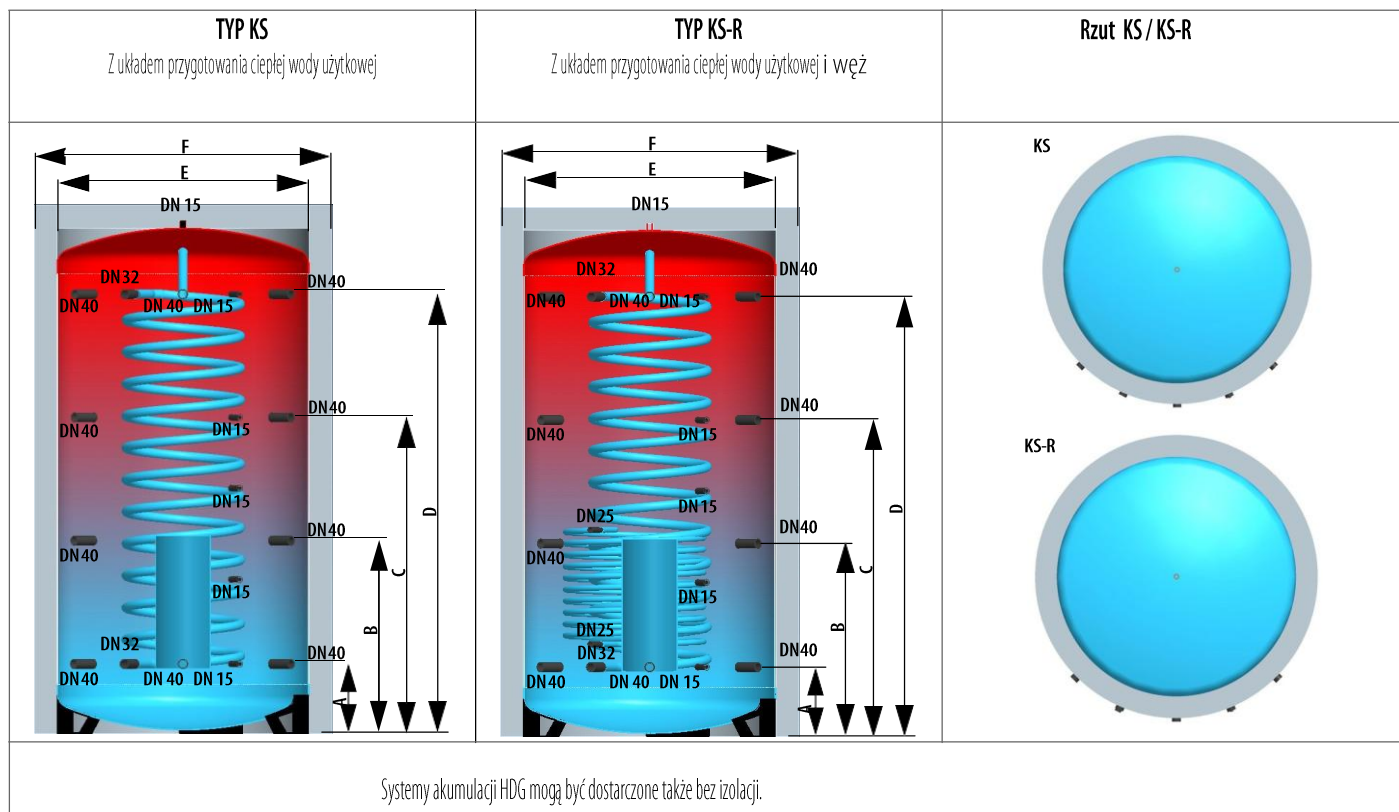 TYP KS
Z układem przygotowania ciepłej wody użytkowej
TYP KS-R
Z układem przygotowania ciepłej wody użytkowej i węż
Rzut KS / KS-R
F
E
DN 15
DN32
DN40
DN40
DN 40 DN 15
DN40
DN40
DN15
DN15
D
DN40
DN40
C
DN15
B
DN32
DN40
DN40
DN 40 DN 15
A
F
E
DN15
DN32
DN40
DN40
DN 40 DN 15
DN40
DN40
DN15
DN15
D
DN25
DN40
DN40
C
DN15
B
DN25
DN32
DN40
DN40
DN 40 DN 15
A
KS
KS-R
Systemy akumulacji HDG mogą być dostarczone także bez izolacji.